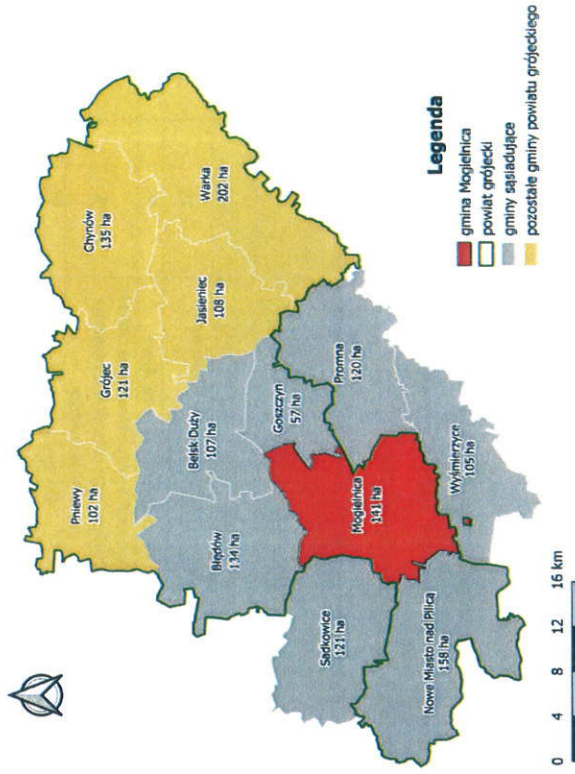 Pniewy
102 ha
Grójec
121 ha
Chynów
135 ha
Warka
202 ha
Jasieniec
108 ha
Belsk Duży
107 ha
Błędów
134 ha
Goszczyn
57 ha
Promna
120 ha
Mogielnica
141 ha
Wyśmierzyce
105 ha
Sadkowice
121 ha
Nowe Miasto nad Pilicą
158 ha
Legenda
gmina Mogielnica
powiat grójecki
gminy sąsiadujące
pozostałe gminy powiatu grójeckiego
0 4 8 12 16 km